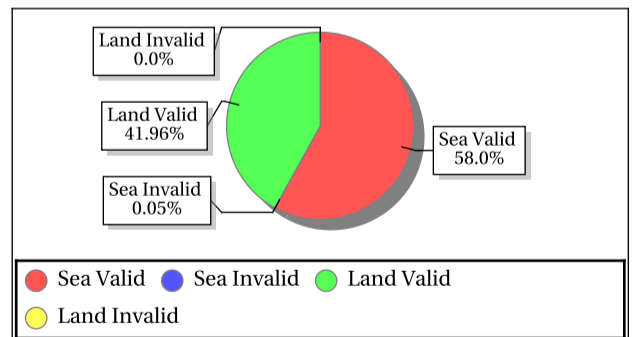 Land Invalid
0.0%
Land Valid
41.96%
Sea Valid
58.0%
Sea Invalid
0.05%
Sea Valid Sea Invalid Land Valid
Land Invalid